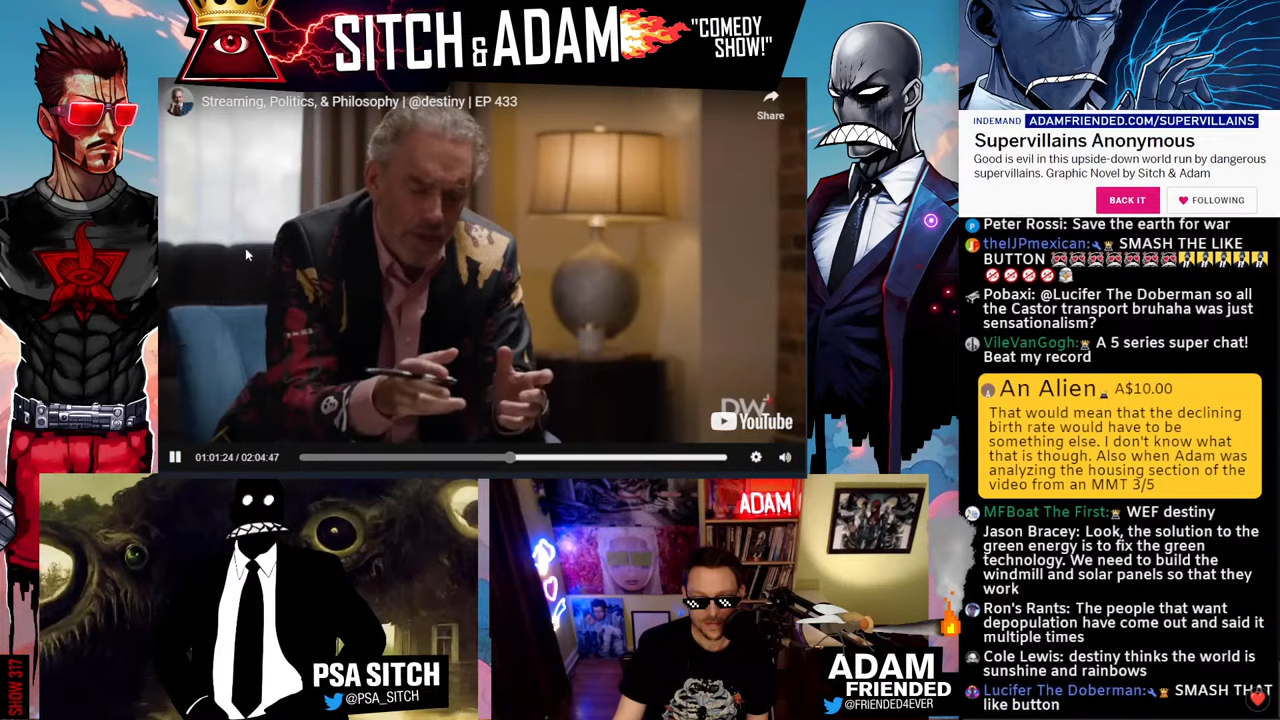 SITCH & ADAM
"COMEDY
SHOW!"
Streaming, Politics, & Philosophy | @destiny | EP 433
Share
DW+
YouTube
01:01:24 / 02:04:47
INDEMAND ADAMFRIENDED.COM/SUPERVILLAINS
Supervillains Anonymous
Good is evil in this upside-down world run by dangerous
supervillains. Graphic Novel by Sitch & Adam
BACK IT
FOLLOWING
P Peter Rossi: Save the earth for war
theIJPmexican: SMASH THE LIKE
BUTTON
Pobaxi: @Lucifer The Doberman so all
the Castor transport bruhaha was just
sensationalism?
VileVanGogh: A 5 series super chat!
Beat my record
An Alien A$10.00
That would mean that the declining
birth rate would have to be
something else. I don't know what
that is though. Also when Adam was
analyzing the housing section of the
video from an MMT 3/5
MFBoat The First: WEF destiny
Jason Bracey: Look, the solution to the
green energy is to fix the green
technology. We need to build the
windmill and solar panels so that they
work
Ron's Rants: The people that want
depopulation have come out and said it
multiple times
Cole Lewis: destiny thinks the world is
sunshine and rainbows
Lucifer The Doberman: SMASH THAT
like button
SHOW 317
PSA SITCH
@PSA_SITCH
ADAM
ADAM
FRIENDED
@FRIENDED4EVER